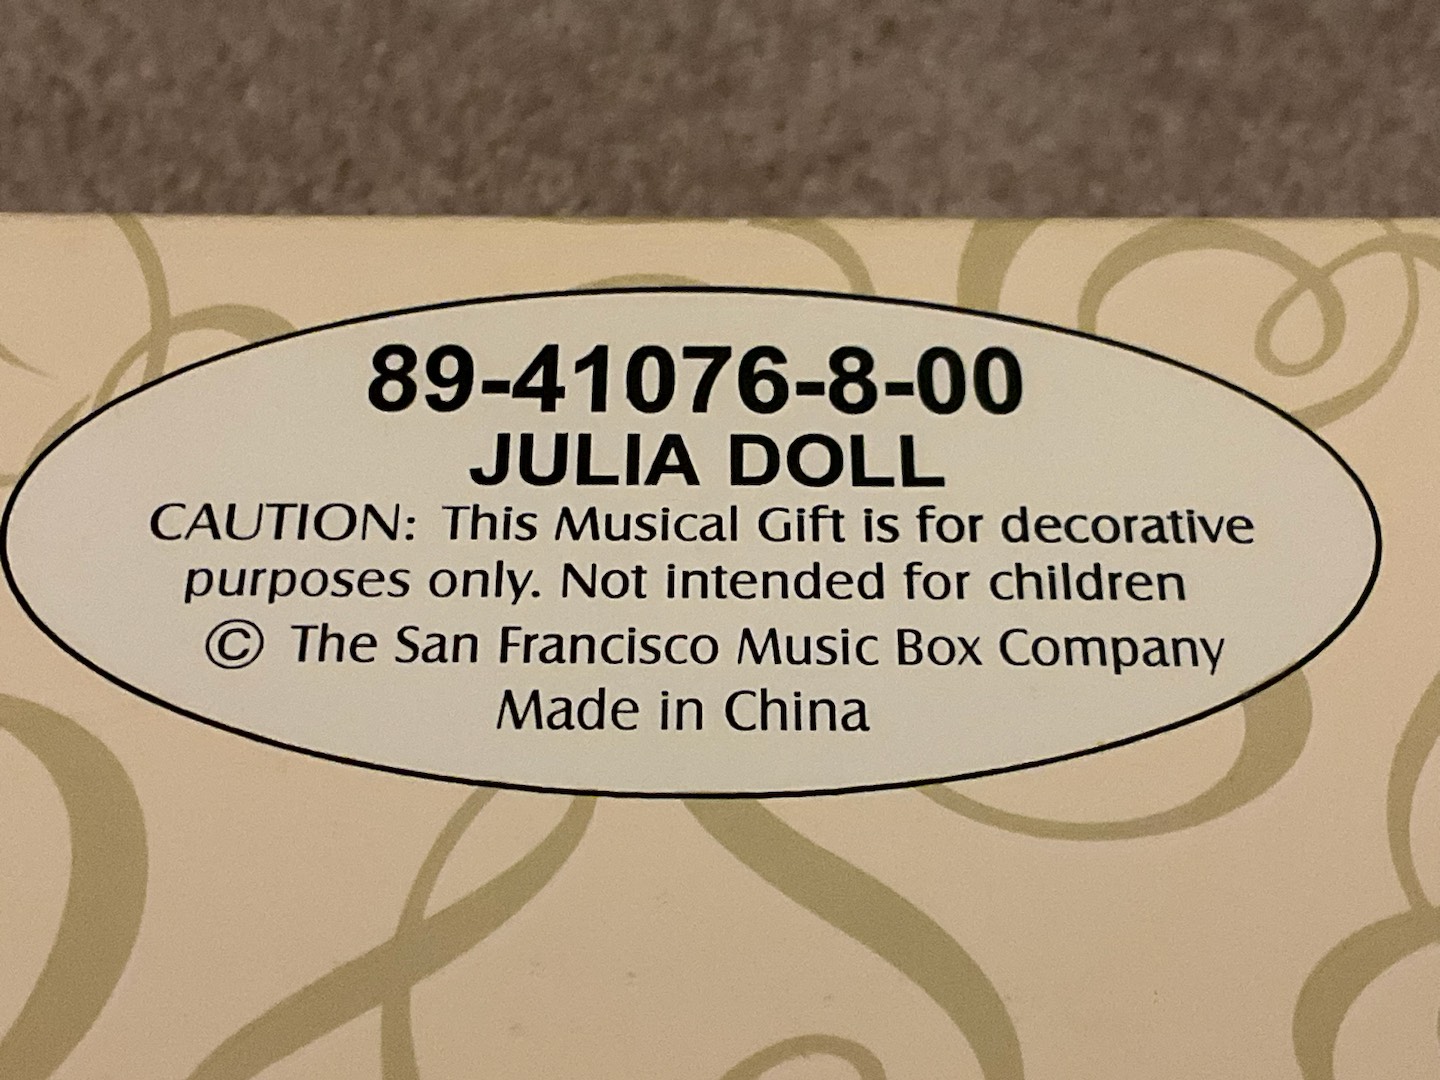 89-41076-8-00
JULIA DOLL
CAUTION: This Musical Gift is for decorative
purposes only. Not intended for children
© The San Francisco Music Box Company
Made in China